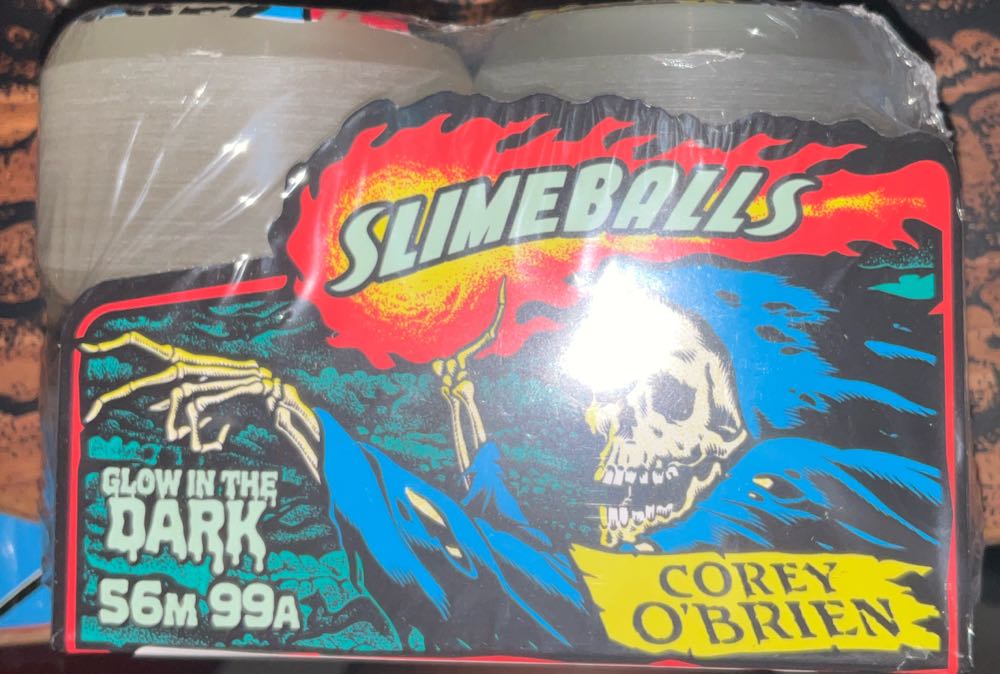 SLIMEBALLS
GLOW IN THE
DARK
56M 99A
COREY
O'BRIEN